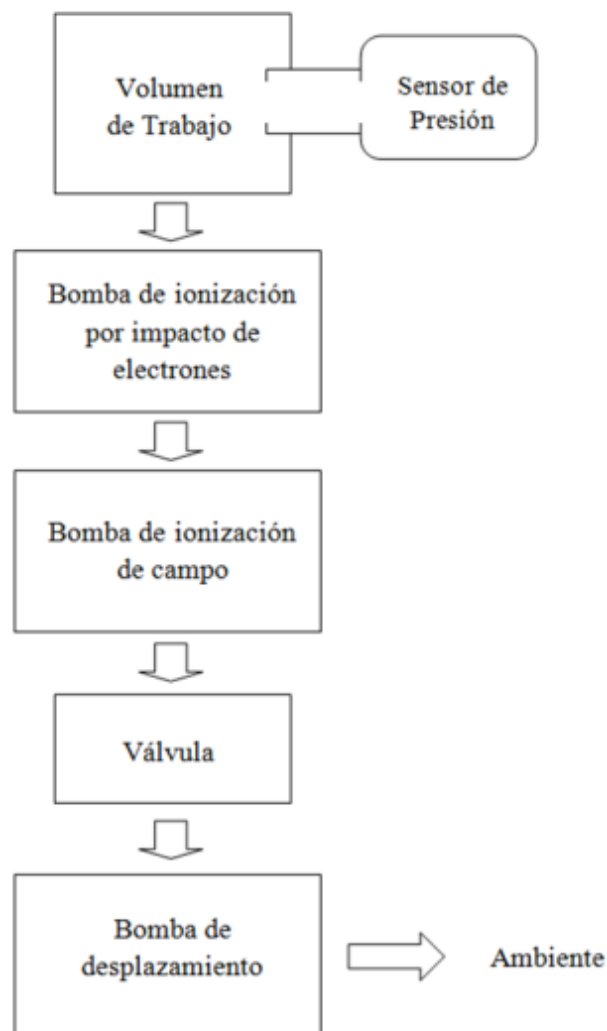 Volumen
de Trabajo
Sensor de
Presión
Bomba de ionización
por impacto de
electrones
Bomba de ionización
de campo
Válvula
Bomba de
desplazamiento
Ambiente